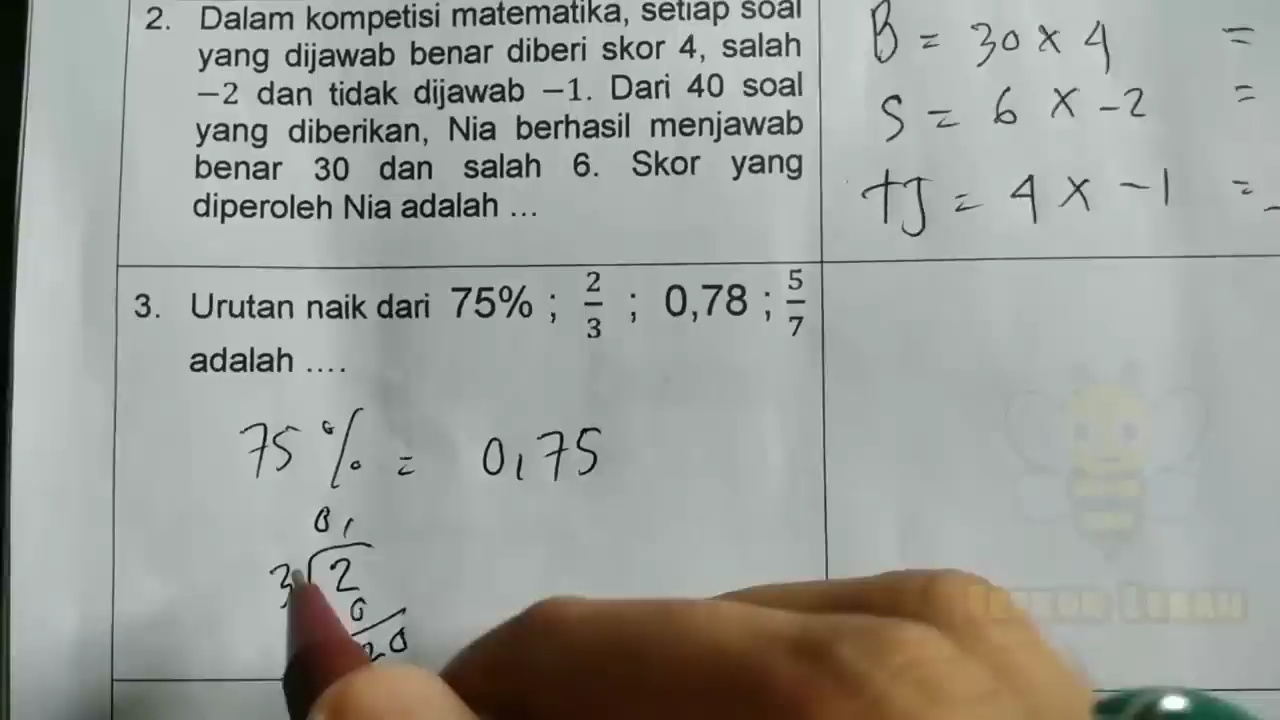 2. Dalam kompetisi matematika, setiap soal
yang dijawab benar diberi skor 4, salah
−2 dan tidak dijawab −1. Dari 40 soal
yang diberikan, Nia berhasil menjawab
benar 30 dan salah 6. Skor yang
diperoleh Nia adalah ...
B = 30 x 4 =
S = 6 x -2 =
tJ = 4 x -1 = -
3. Urutan naik dari 75% ; 2/3 ; 0,78 ; 5/7
adalah ....
75 % = 0,75
0,
3 2
0
20